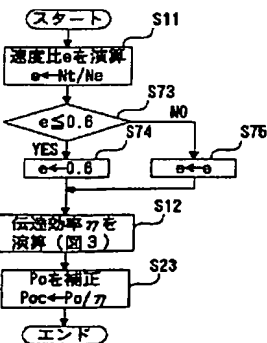 スタート
S11
速度比eを演算
e←Nt/Ne
S73
e≦0.6
NO
YES
S74
S75
e←0.6
e←e
S12
伝達効率ηを
演算(図3)
S23
Poを補正
Poc←Po/η
エンド